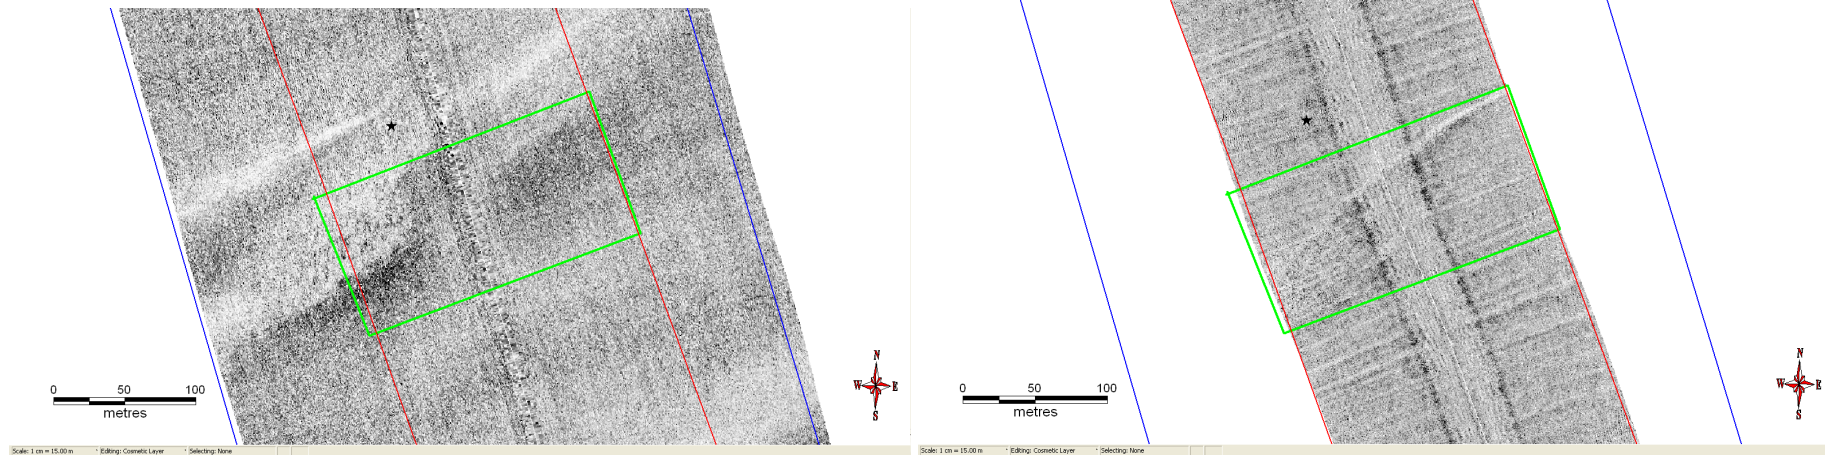 N
W E
S
0 50 100
metres
Scale: 1 cm = 15.00 m Editing: Cosmetic Layer Selecting: None
N
W E
S
0 50 100
metres
Scale: 1 cm = 15.00 m Editing: Cosmetic Layer Selecting: None